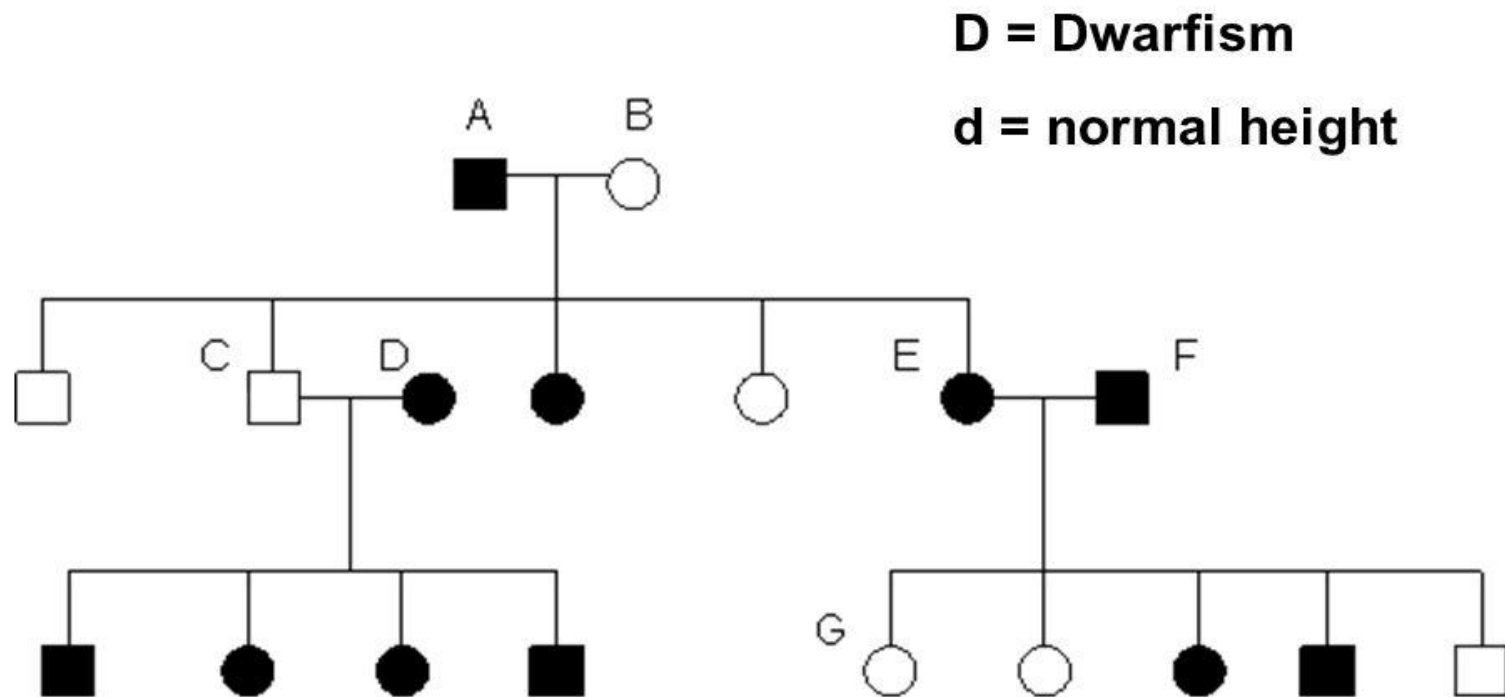 D = Dwarfism
d = normal height
A B
C D E F
G